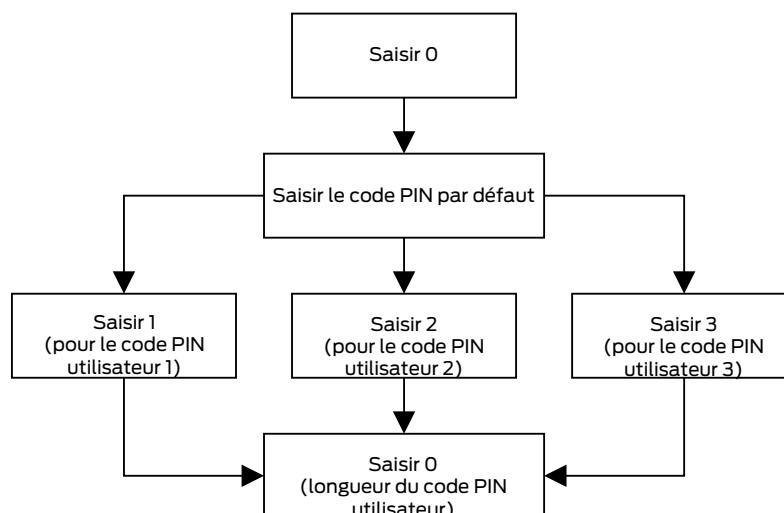 Saisir 0
Saisir le code PIN par défaut
Saisir 1
(pour le code PIN
utilisateur 1)
Saisir 2
(pour le code PIN
utilisateur 2)
Saisir 3
(pour le code PIN
utilisateur 3)
Saisir 0
(longueur du code PIN
utilisateur)